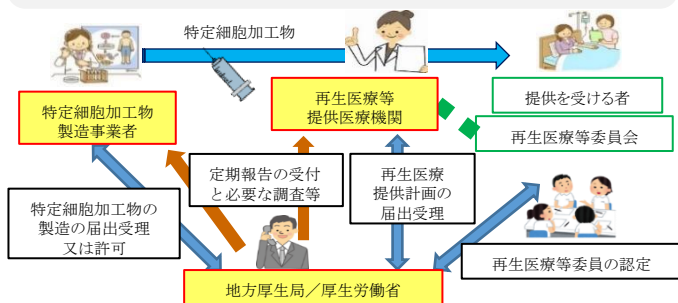 特定細胞加工物
特定細胞加工物
製造事業者
再生医療等
提供医療機関
提供を受ける者
再生医療等委員会
特定細胞加工物の
製造の届出受理
又は許可
定期報告の受付
と必要な調査等
再生医療
提供計画の
届出受理
再生医療等委員の認定
地方厚生局／厚生労働省